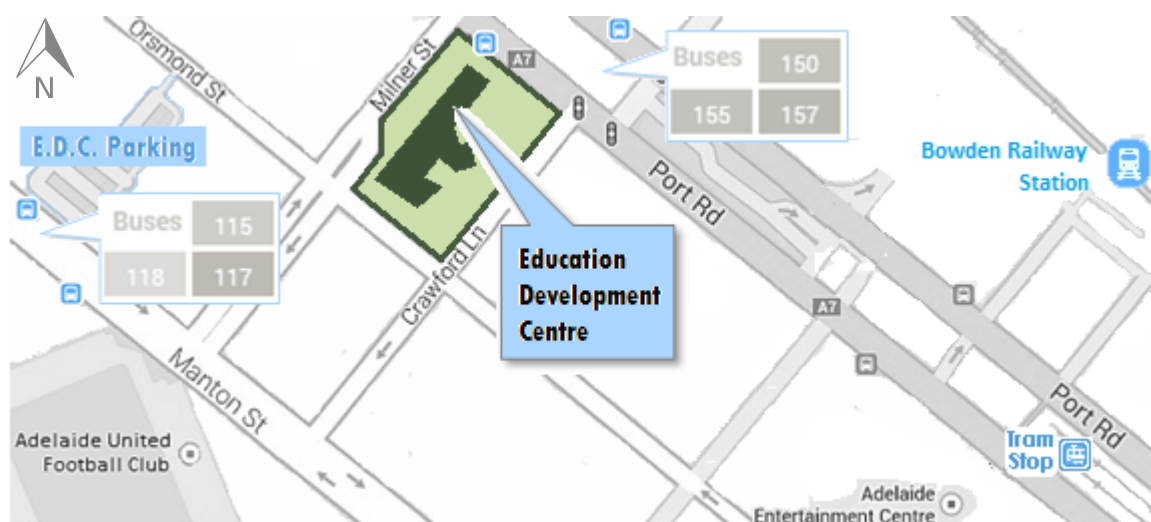 N
Orsmond St
Milner St
A7
Buses 150
155 157
E.D.C. Parking
Bowden Railway
Station
Port Rd
Buses 115
118 117
Crawford Ln
Education
Development
Centre
A7
Manton St
Port Rd
Adelaide United
Football Club
Tram
Stop
Adelaide
Entertainment Centre